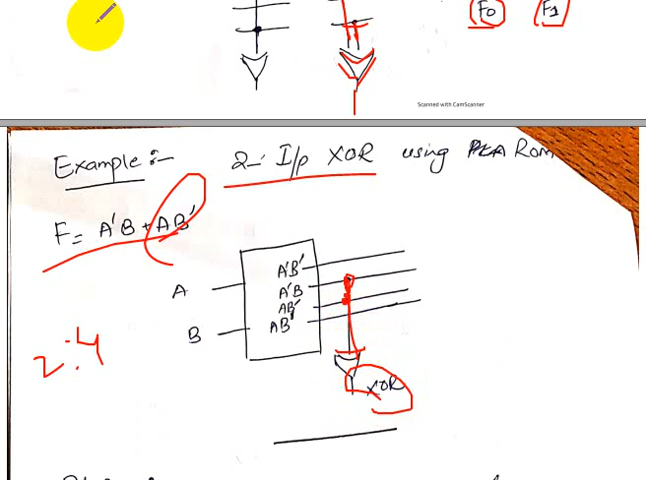 F0 F1
Scanned with CamScanner
Example :- 2- I/p XOR using PLA Rom
F = A'B + AB'
A'B'
A A'B
AB'
B AB
2:4
XOR